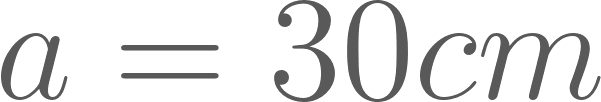 a = 30cm